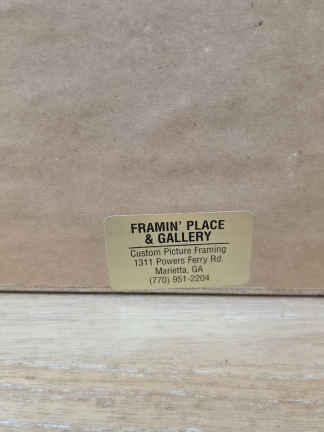 FRAMIN' PLACE
& GALLERY
Custom Picture Framing
1311 Powers Ferry Rd.
Marietta, GA
(770) 951-2204